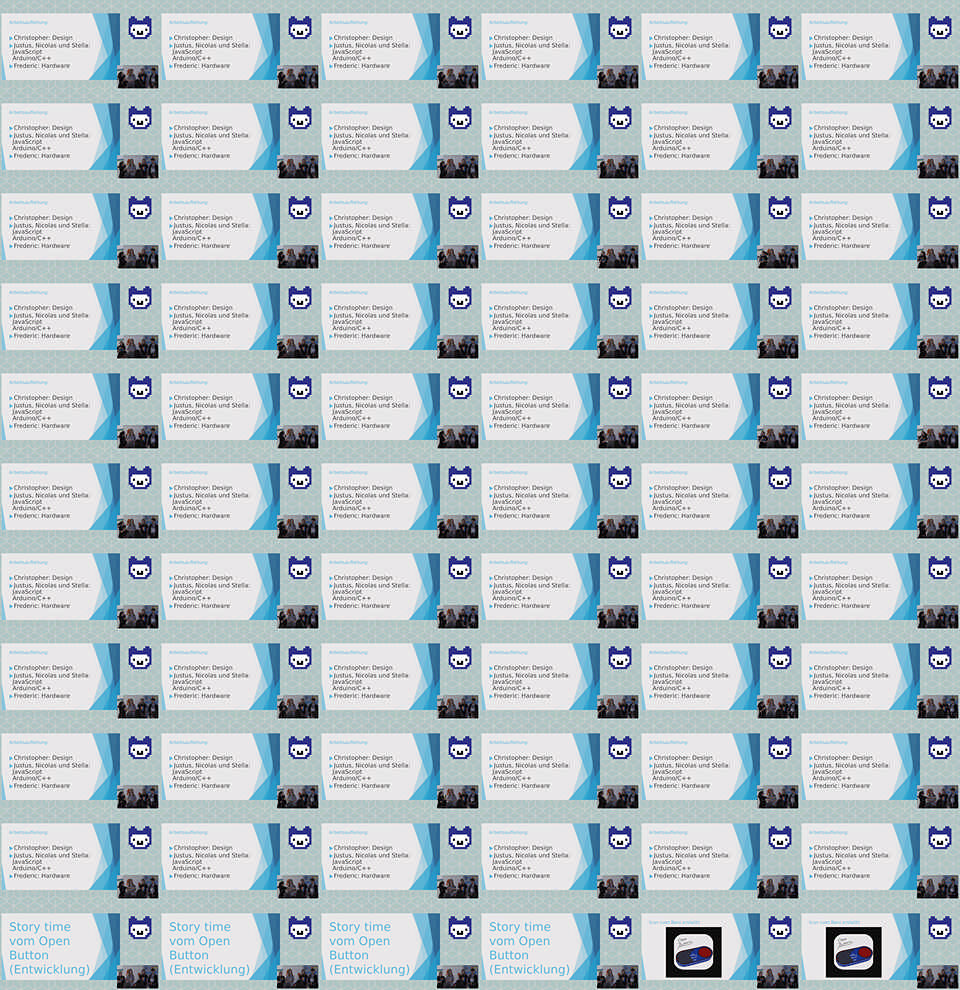 Arbeitsaufteilung:
Christopher: Design
Justus, Nicolas und Stella:
JavaScript
Arduino/C++
Frederic: Hardware
Story time
vom Open
Button
(Entwicklung)